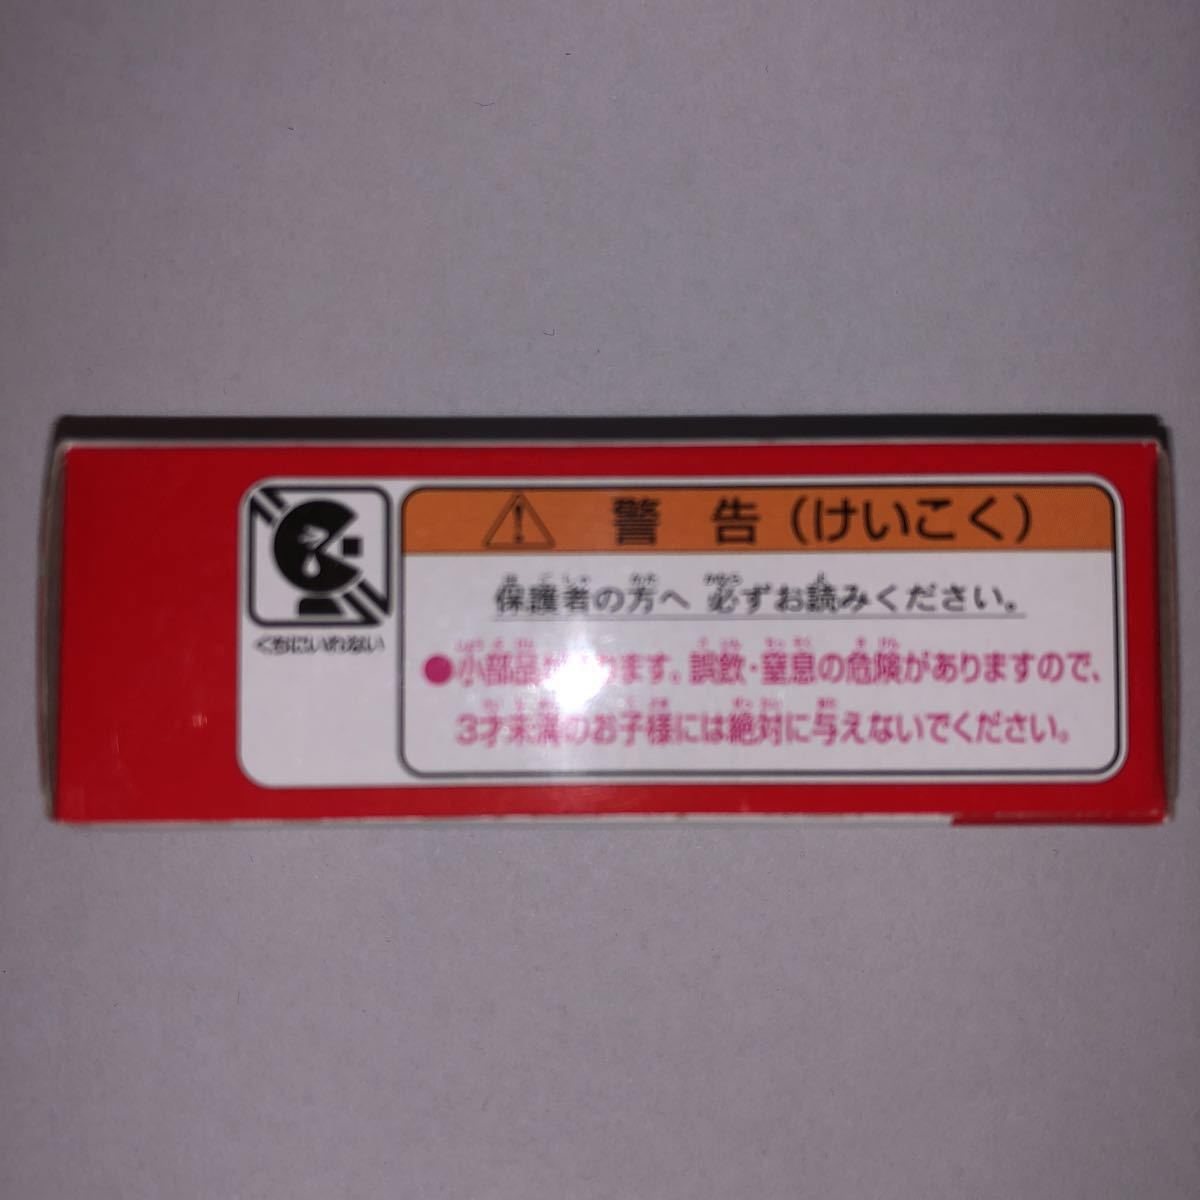 警 告(けいこく)
保護者の方へ 必ずお読みください。
●小部品があります。誤飲・窒息の危険がありますので、
3才未満のお子様には絶対に与えないでください。
くちにいれない